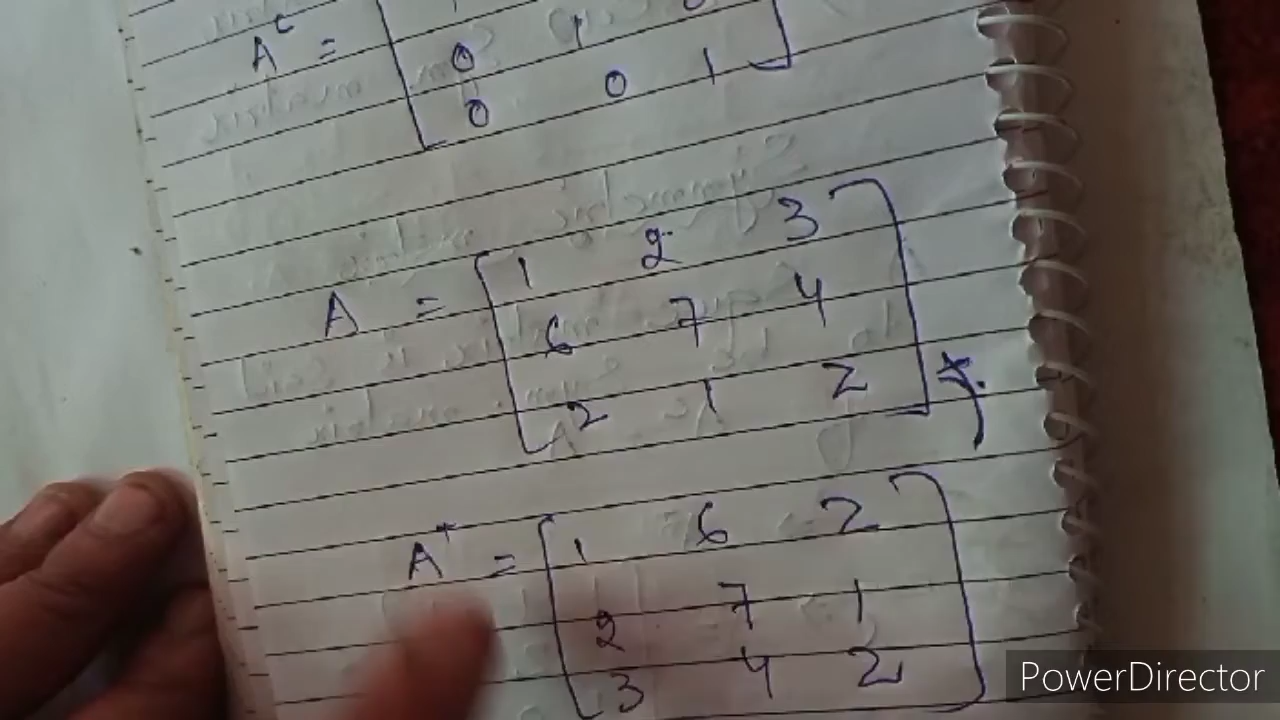 A^c =
0 1 0
0 0 1
A = [ 1 2 3
6 7 4
2 1 2 ]
A^+ = [ 1 6 2
2 7 1
3 4 2 ]
PowerDirector